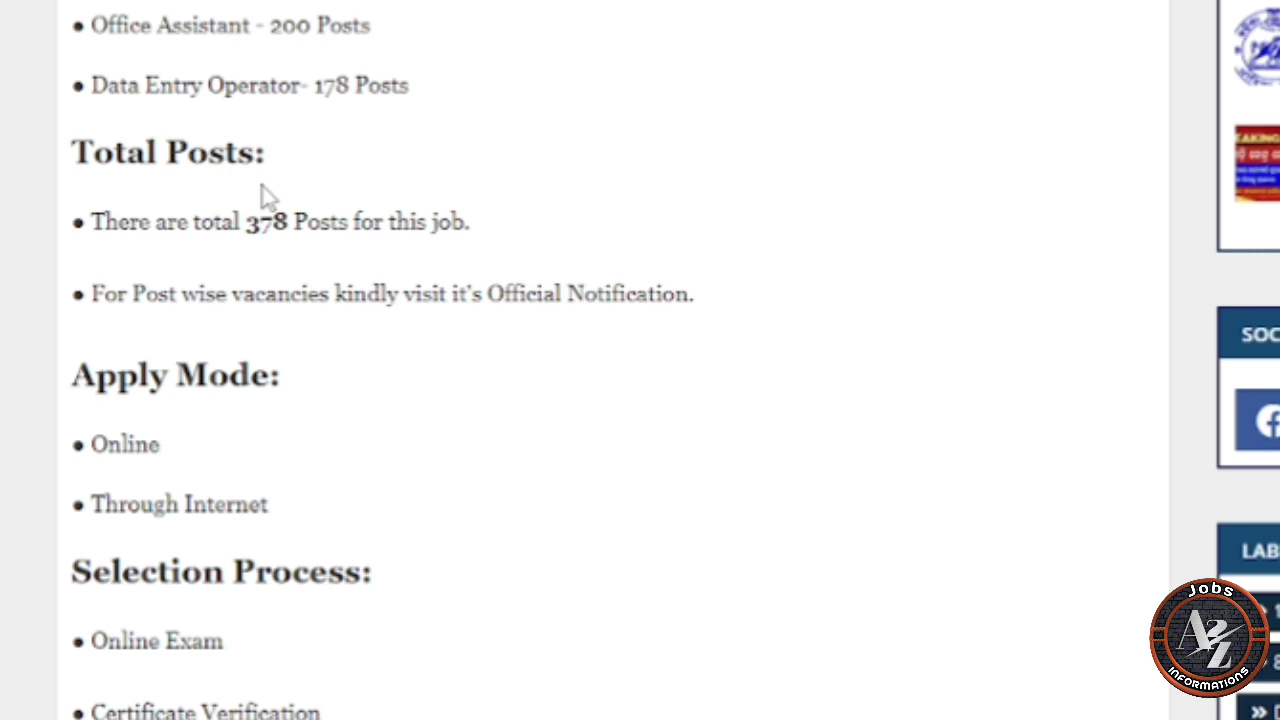 ● Office Assistant - 200 Posts
● Data Entry Operator- 178 Posts
Total Posts:
● There are total 378 Posts for this job.
● For Post wise vacancies kindly visit it's Official Notification.
Apply Mode:
● Online
● Through Internet
Selection Process:
● Online Exam
● Certificate Verification
SOC
LAB
Jobs
A2Z
INFORMATIONS